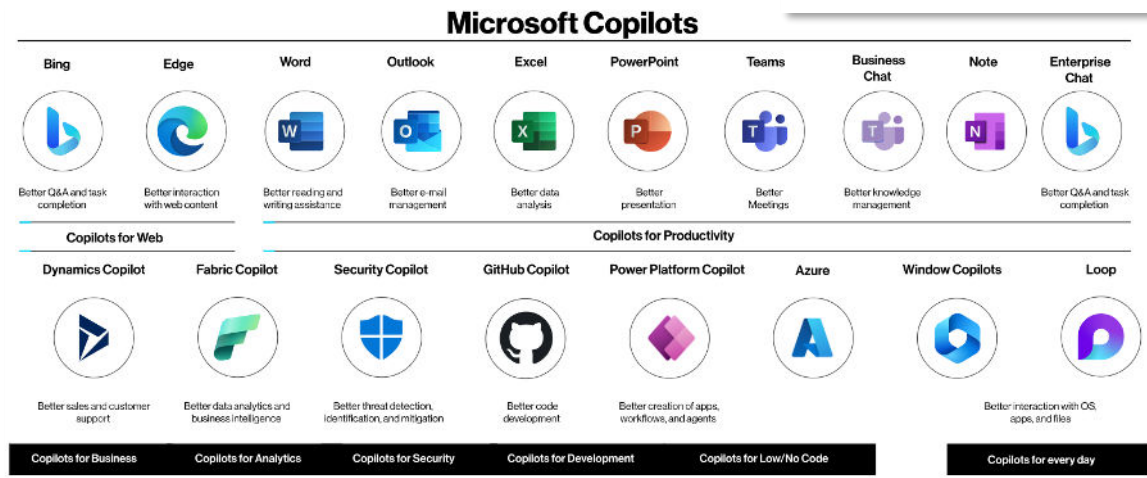 Microsoft Copilots
Bing Edge Word Outlook Excel PowerPoint Teams Business Chat Note Enterprise Chat
W O X P T T N
Better Q&A and task completion
Better interaction with web content
Better reading and writing assistance
Better e-mail management
Better data analysis
Better presentation
Better Meetings
Better knowledge management
Better Q&A and task completion
Copilots for Web
Copilots for Productivity
Dynamics Copilot Fabric Copilot Security Copilot GitHub Copilot Power Platform Copilot Azure Window Copilots Loop
Better sales and customer support
Better data analytics and business intelligence
Better threat detection, identification, and mitigation
Better code development
Better creation of apps, workflows, and agents
Better interaction with OS, apps, and files
Copilots for Business
Copilots for Analytics
Copilots for Security
Copilots for Development
Copilots for Low/No Code
Copilots for every day